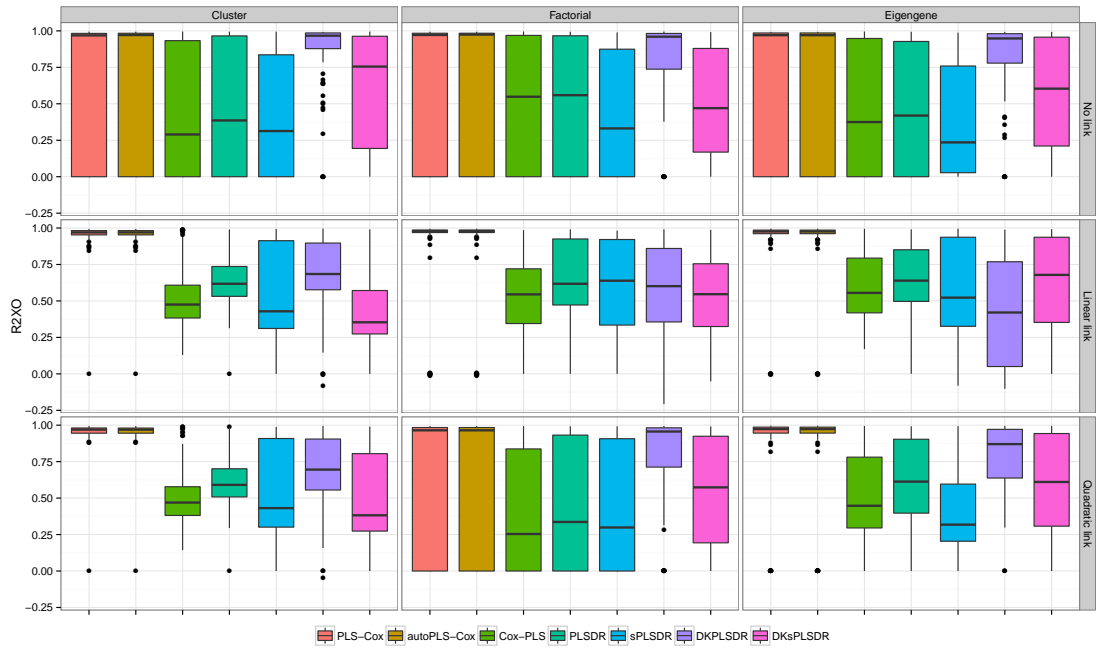 Cluster
Factorial
Eigengene
1.00
0.75
0.50
0.25
0.00
−0.25
No link
1.00
0.75
0.50
0.25
0.00
−0.25
Linear link
R2XO
1.00
0.75
0.50
0.25
0.00
−0.25
Quadratic link
PLS−Cox autoPLS−Cox Cox−PLS PLSDR sPLSDR DKPLSDR DKsPLSDR